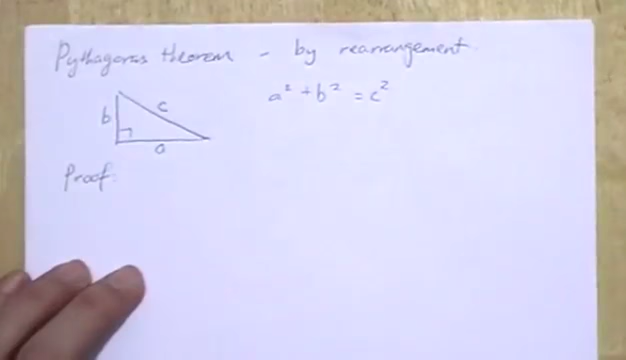 Pythagoras theorem - by rearrangement.
b c a² + b² = c²
a
Proof: